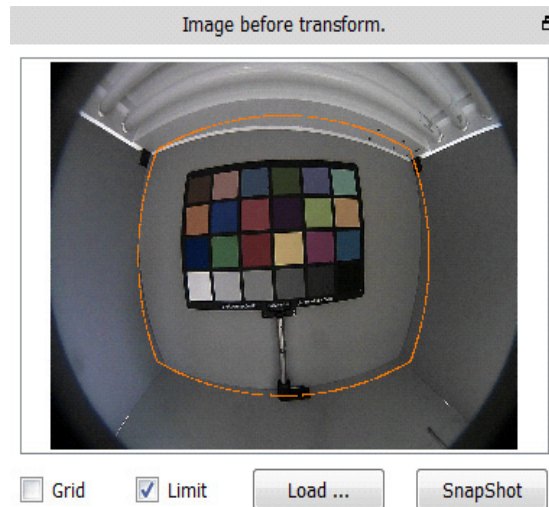 Image before transform.
Grid
Limit
Load ...
SnapShot